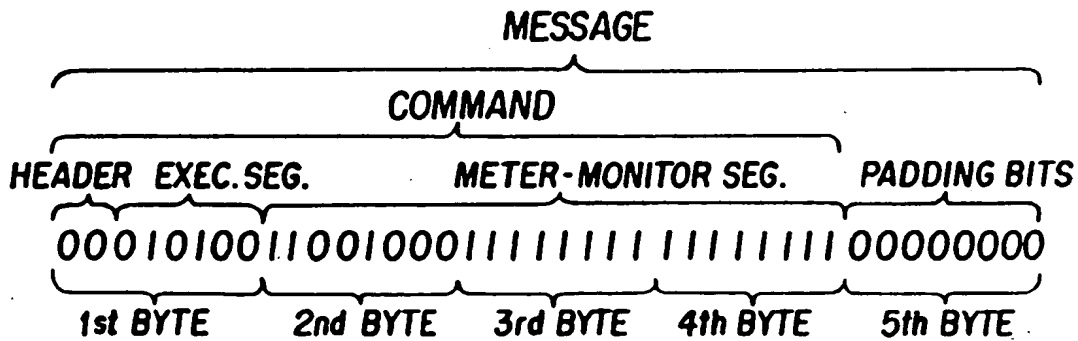 MESSAGE
COMMAND
HEADER EXEC. SEG. METER-MONITOR SEG. PADDING BITS
00001010011001000111111111111111100000000
1st BYTE 2nd BYTE 3rd BYTE 4th BYTE 5th BYTE